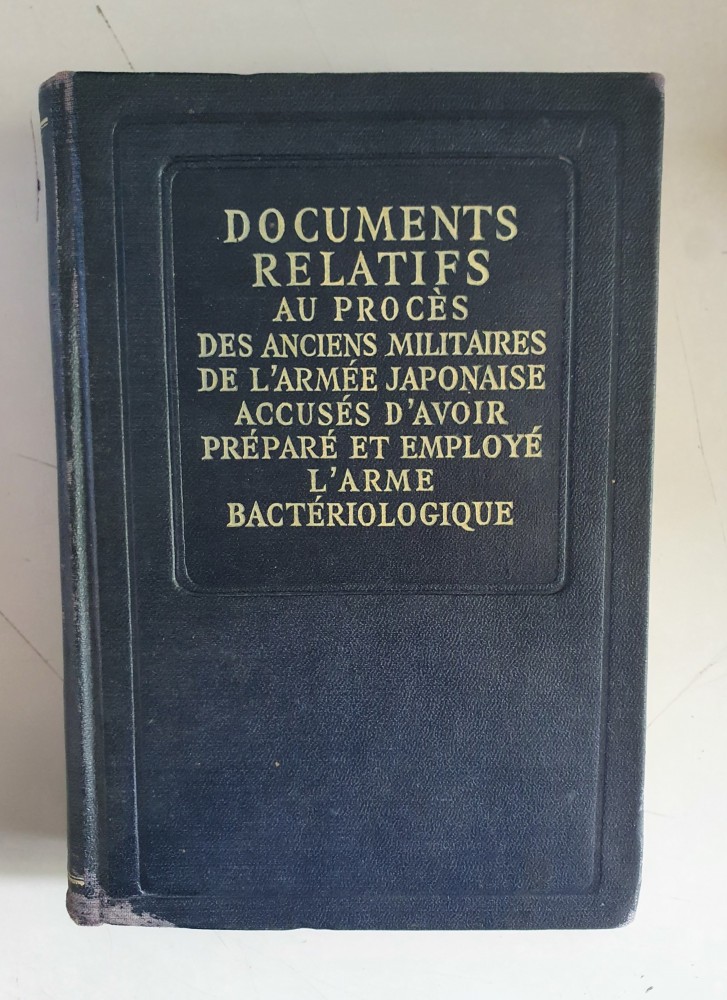 DOCUMENTS
RELATIFS
AU PROCÈS
DES ANCIENS MILITAIRES
DE L'ARMÉE JAPONAISE
ACCUSÉS D'AVOIR
PRÉPARÉ ET EMPLOYÉ
L'ARME
BACTÉRIOLOGIQUE